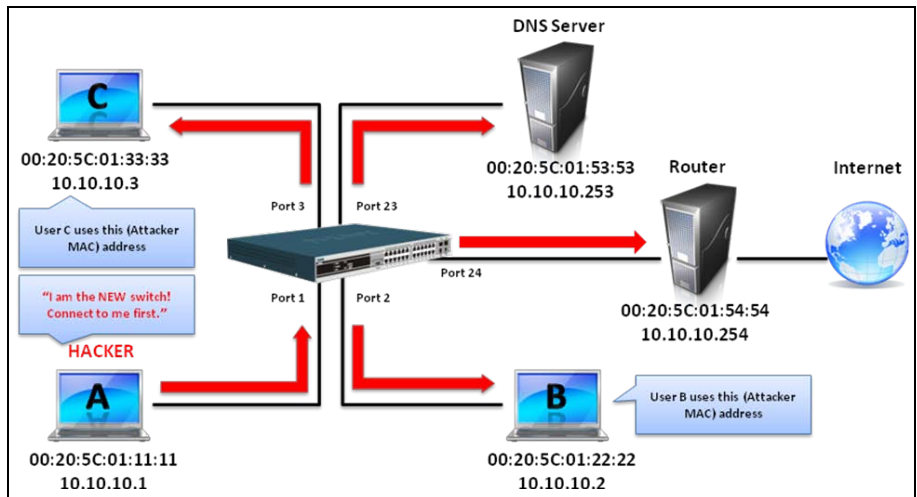 DNS Server
C
00:20:5C:01:33:33
10.10.10.3
00:20:5C:01:53:53
10.10.10.253
Router
Internet
User C uses this (Attacker
MAC) address
Port 3
Port 23
Port 24
"I am the NEW switch!
Connect to me first."
Port 1
Port 2
00:20:5C:01:54:54
10.10.10.254
HACKER
A
B
User B uses this (Attacker
MAC) address
00:20:5C:01:11:11
10.10.10.1
00:20:5C:01:22:22
10.10.10.2